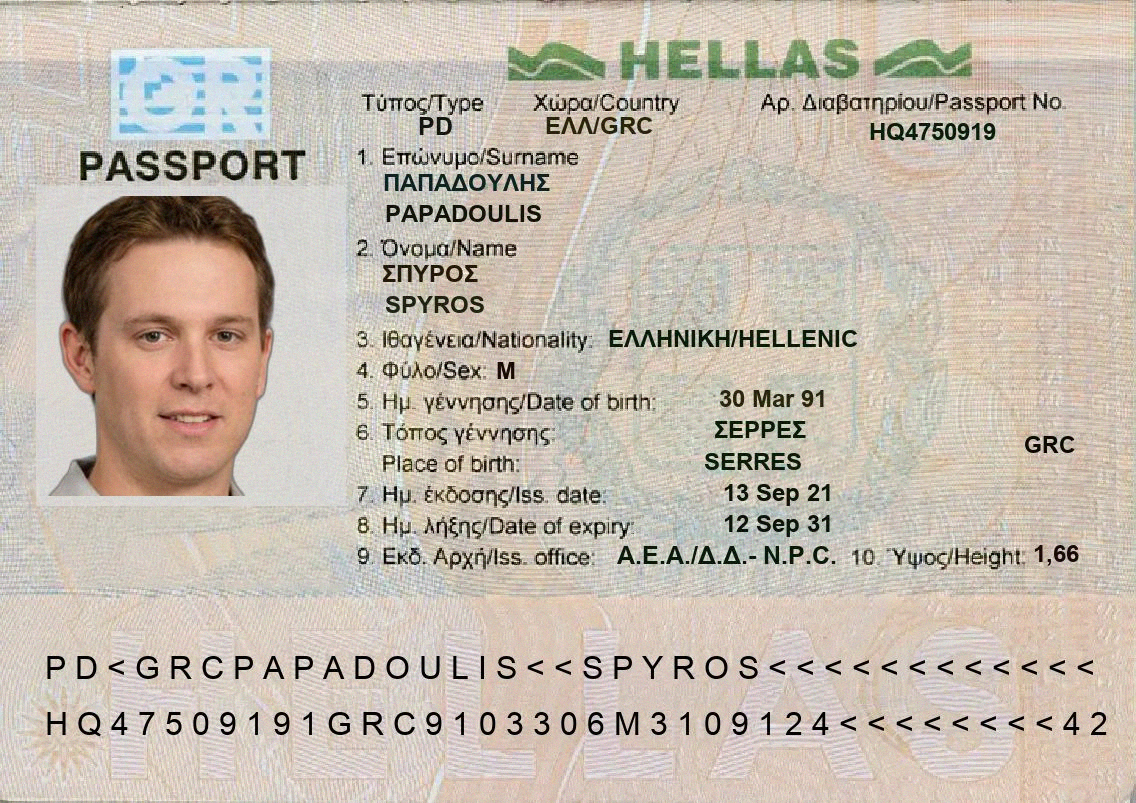 GR
HELLAS
PASSPORT
Τύπος/Type Χώρα/Country Αρ. Διαβατηρίου/Passport No.
PD ΕΛΛ/GRC HQ4750919
1. Επώνυμο/Surname
ΠΑΠΑΔΟΥΛΗΣ
PAPADOULIS
2. Όνομα/Name
ΣΠΥΡΟΣ
SPYROS
3. Ιθαγένεια/Nationality: ΕΛΛΗΝΙΚΗ/HELLENIC
4. Φύλο/Sex: M
5. Ημ. γέννησης/Date of birth: 30 Mar 91
6. Τόπος γέννησης: ΣΕΡΡΕΣ
Place of birth: SERRES GRC
7. Ημ. έκδοσης/Iss. date: 13 Sep 21
8. Ημ. λήξης/Date of expiry: 12 Sep 31
9 Εκδ. Αρχή/Iss. office: Α.Ε.Α./Δ.Δ.- N.P.C. 10. Ύψος/Height: 1,66
HELLAS
PD<GRCPAPADOULIS<<SPYROS<<<<<<<<<<<<
HQ47509191GRC9103306M3109124<<<<<<<<42